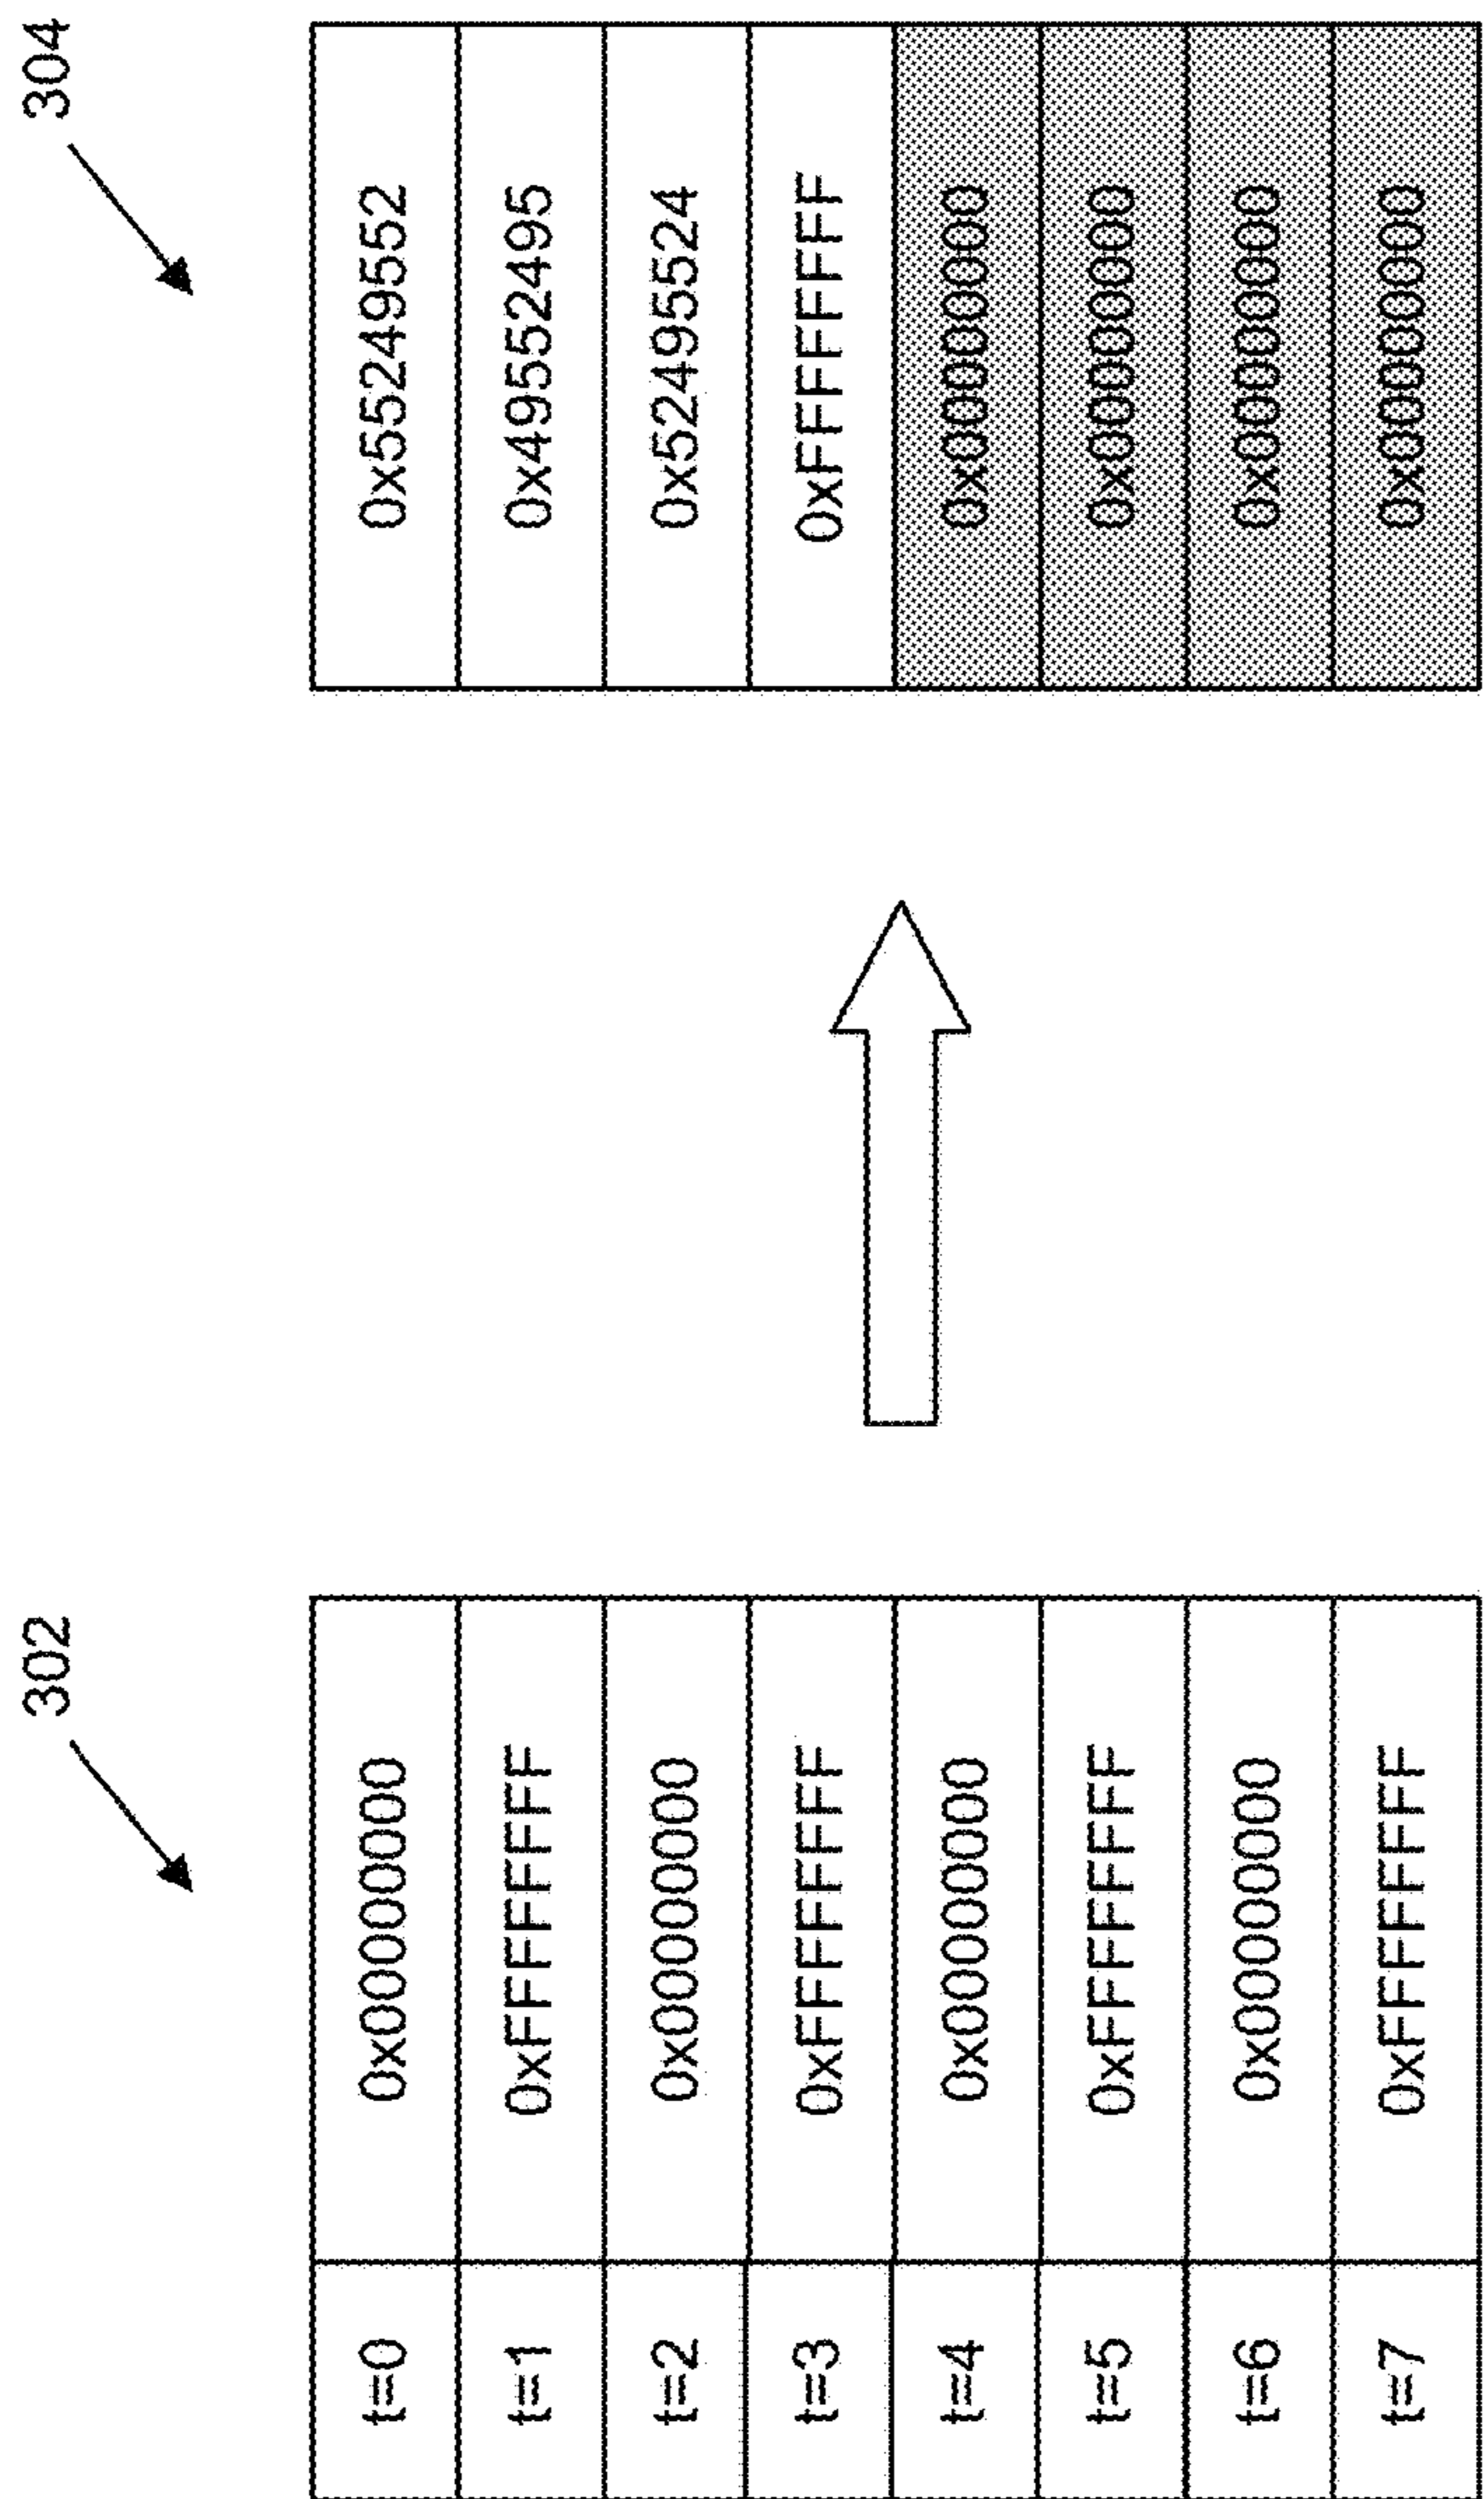 302
304
t=0 0x00000000 0x55249552
t=1 0xFFFFFFFF 0x49552495
t=2 0x00000000 0x52495524
t=3 0xFFFFFFFF 0xFFFFFFFF
t=4 0x00000000 0x00000000
t=5 0xFFFFFFFF 0x00000000
t=6 0x00000000 0x00000000
t=7 0xFFFFFFFF 0x00000000